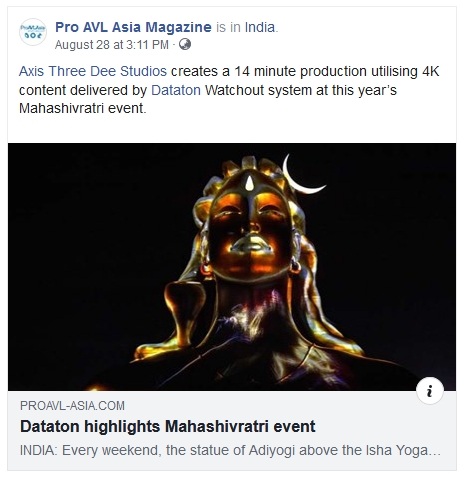 Pro AVL Asia Magazine is in India.
August 28 at 3:11 PM ·
Axis Three Dee Studios creates a 14 minute production utilising 4K
content delivered by Dataton Watchout system at this year's
Mahashivratri event.
i
PROAVL-ASIA.COM
Dataton highlights Mahashivratri event
INDIA: Every weekend, the statue of Adiyogi above the Isha Yoga...